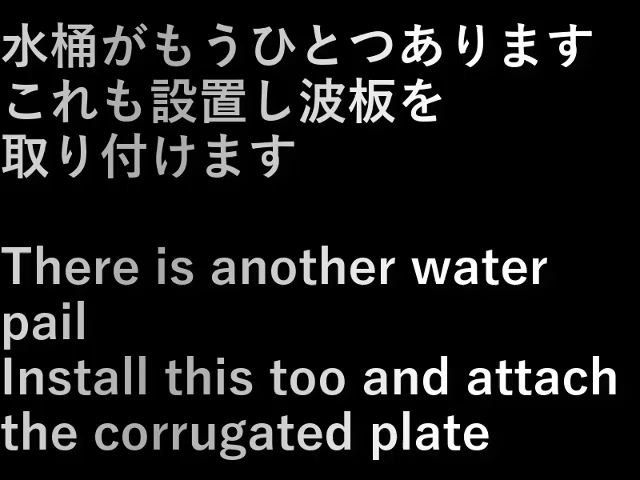 水桶がもうひとつあります
これも設置し波板を
取り付けます
There is another water
pail
Install this too and attach
the corrugated plate